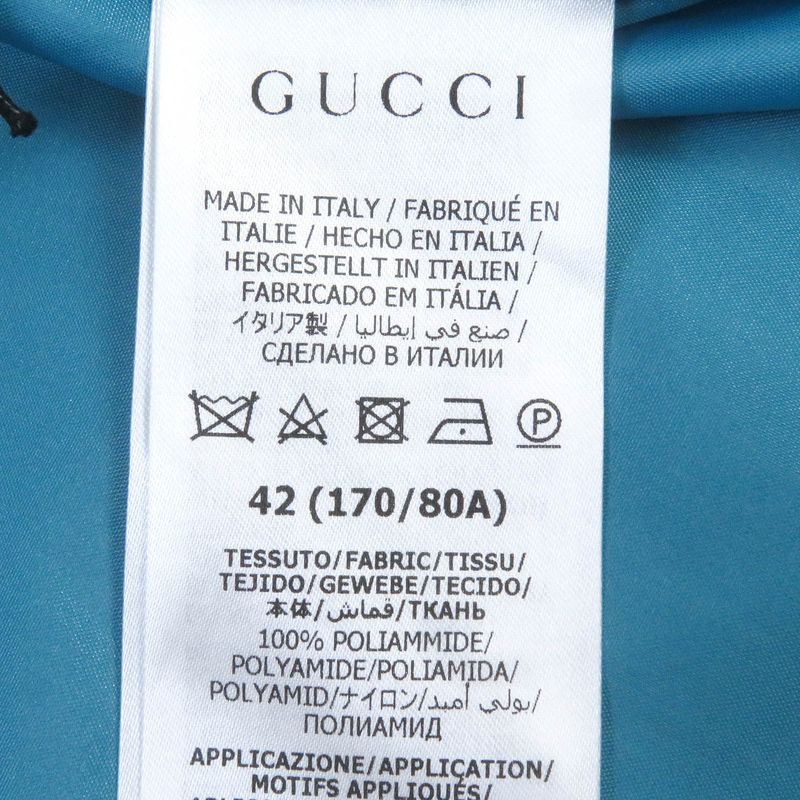 GUCCI
MADE IN ITALY / FABRIQUÉ EN
ITALIE / HECHO EN ITALIA /
HERGESTELLT IN ITALIEN /
FABRICADO EM ITÁLIA /
イタリア製 / صنع في إيطاليا /
СДЕЛАНО В ИТАЛИИ
P
42 (170/80A)
TESSUTO/FABRIC/TISSU/
TEJIDO/GEWEBE/TECIDO/
本体/قماش/ТКАНЬ
100% POLIAMMIDE/
POLYAMIDE/POLIAMIDA/
POLYAMID/ナイロン/بولي أميد/
ПОЛИАМИД
APPLICAZIONE/APPLICATION/
MOTIFS APPLIQUÉS/